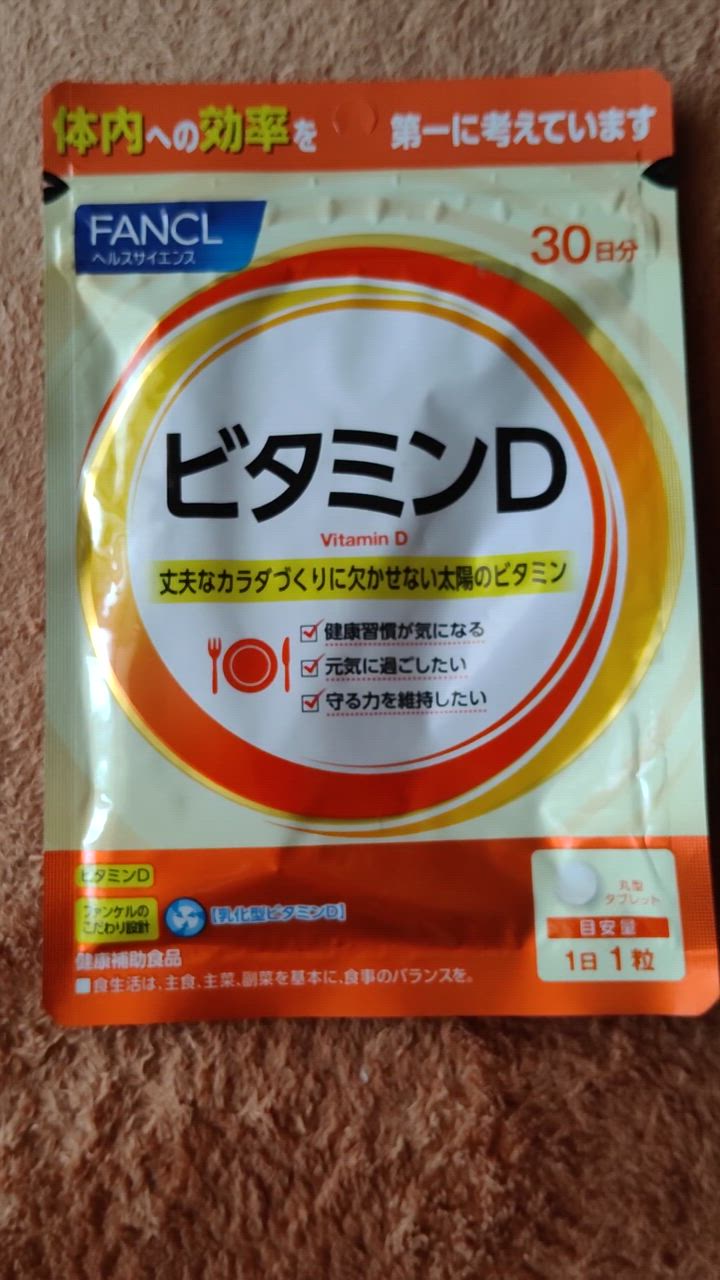 体内への効率を 第一に考えています
FANCL
ヘルスサイエンス
30日分
ビタミンD
Vitamin D
丈夫なカラダづくりに欠かせない太陽のビタミン
健康習慣が気になる
元気に過ごしたい
守る力を維持したい
ビタミンD
ファンケルの
こだわり設計
【乳化型ビタミンD】
健康補助食品
■食生活は、主食、主菜、副菜を基本に、食事のバランスを。
丸型
タブレット
目安量
1日1粒